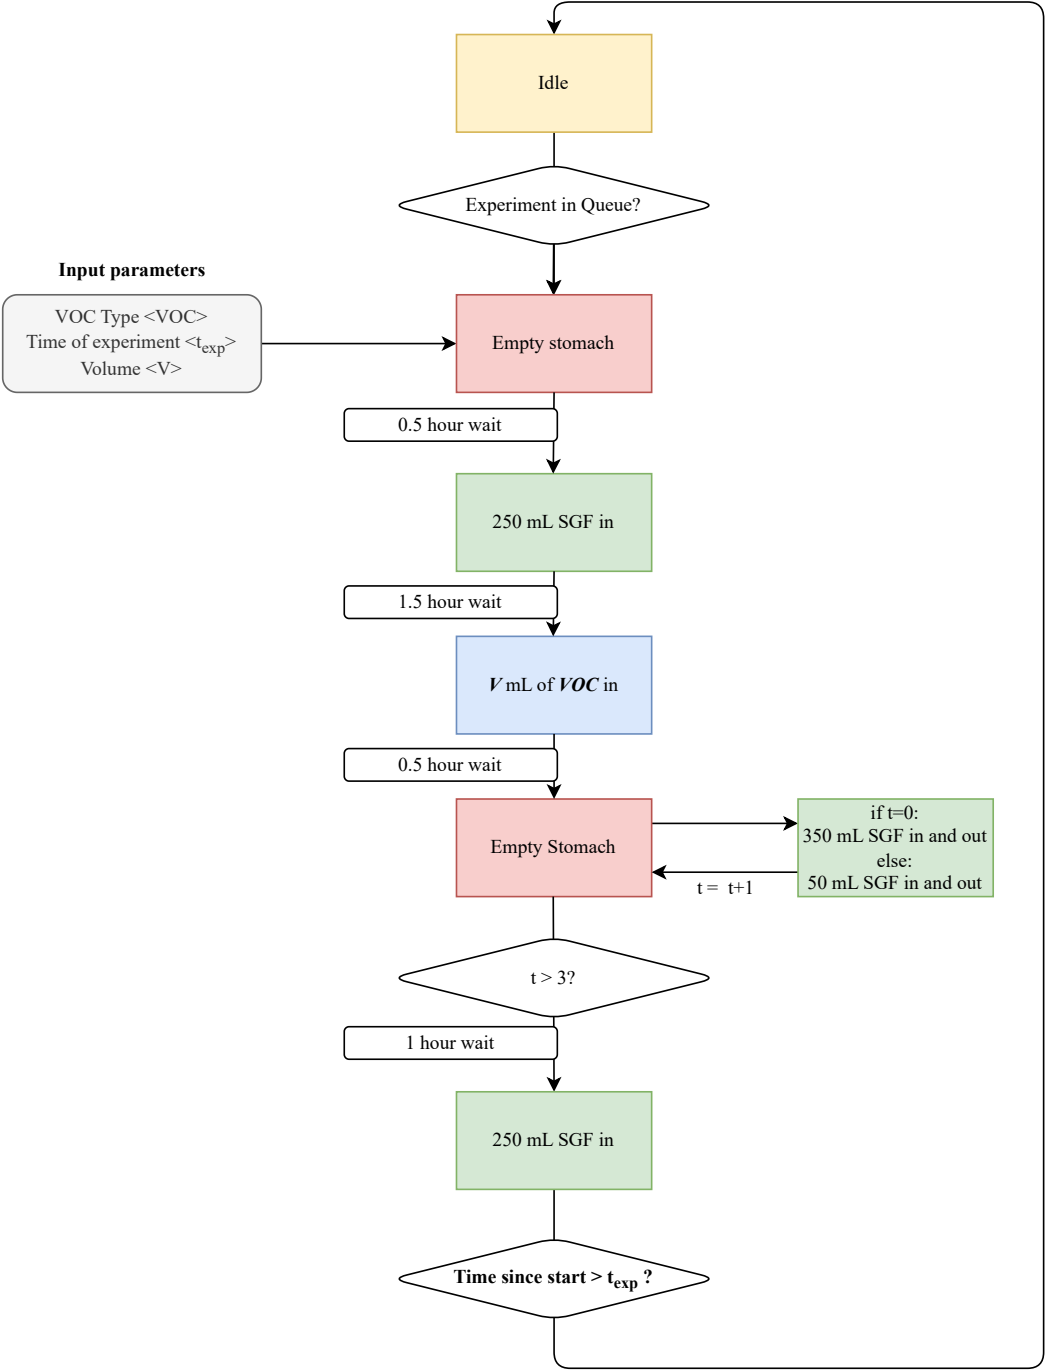 Idle
Experiment in Queue?
Input parameters
VOC Type <VOC>
Time of experiment <t_exp>
Volume <V>
Empty stomach
0.5 hour wait
250 mL SGF in
1.5 hour wait
V mL of VOC in
0.5 hour wait
Empty Stomach
if t=0:
350 mL SGF in and out
else:
50 mL SGF in and out
t = t+1
t > 3?
1 hour wait
250 mL SGF in
Time since start > t_exp ?